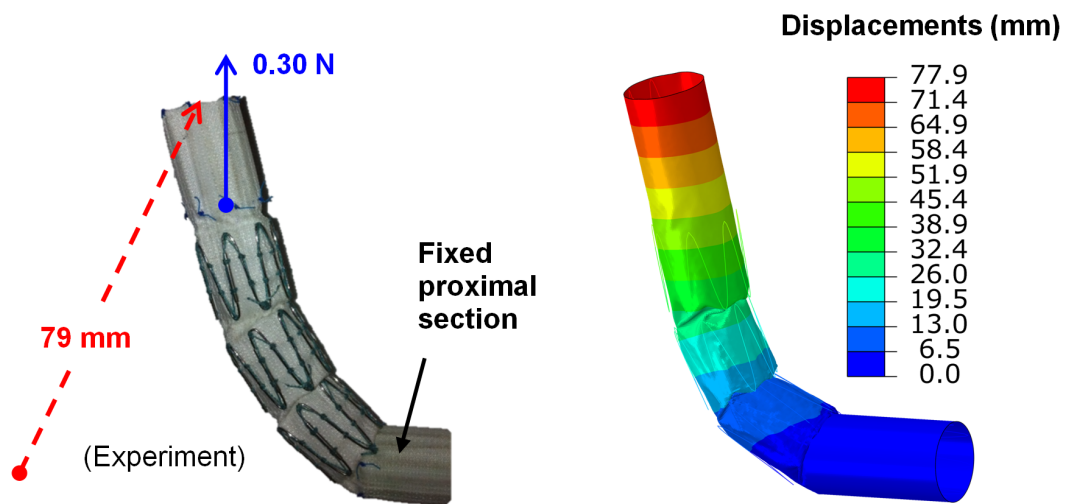 Displacements (mm)
0.30 N
79 mm
Fixed
proximal
section
(Experiment)
77.9
71.4
64.9
58.4
51.9
45.4
38.9
32.4
26.0
19.5
13.0
6.5
0.0